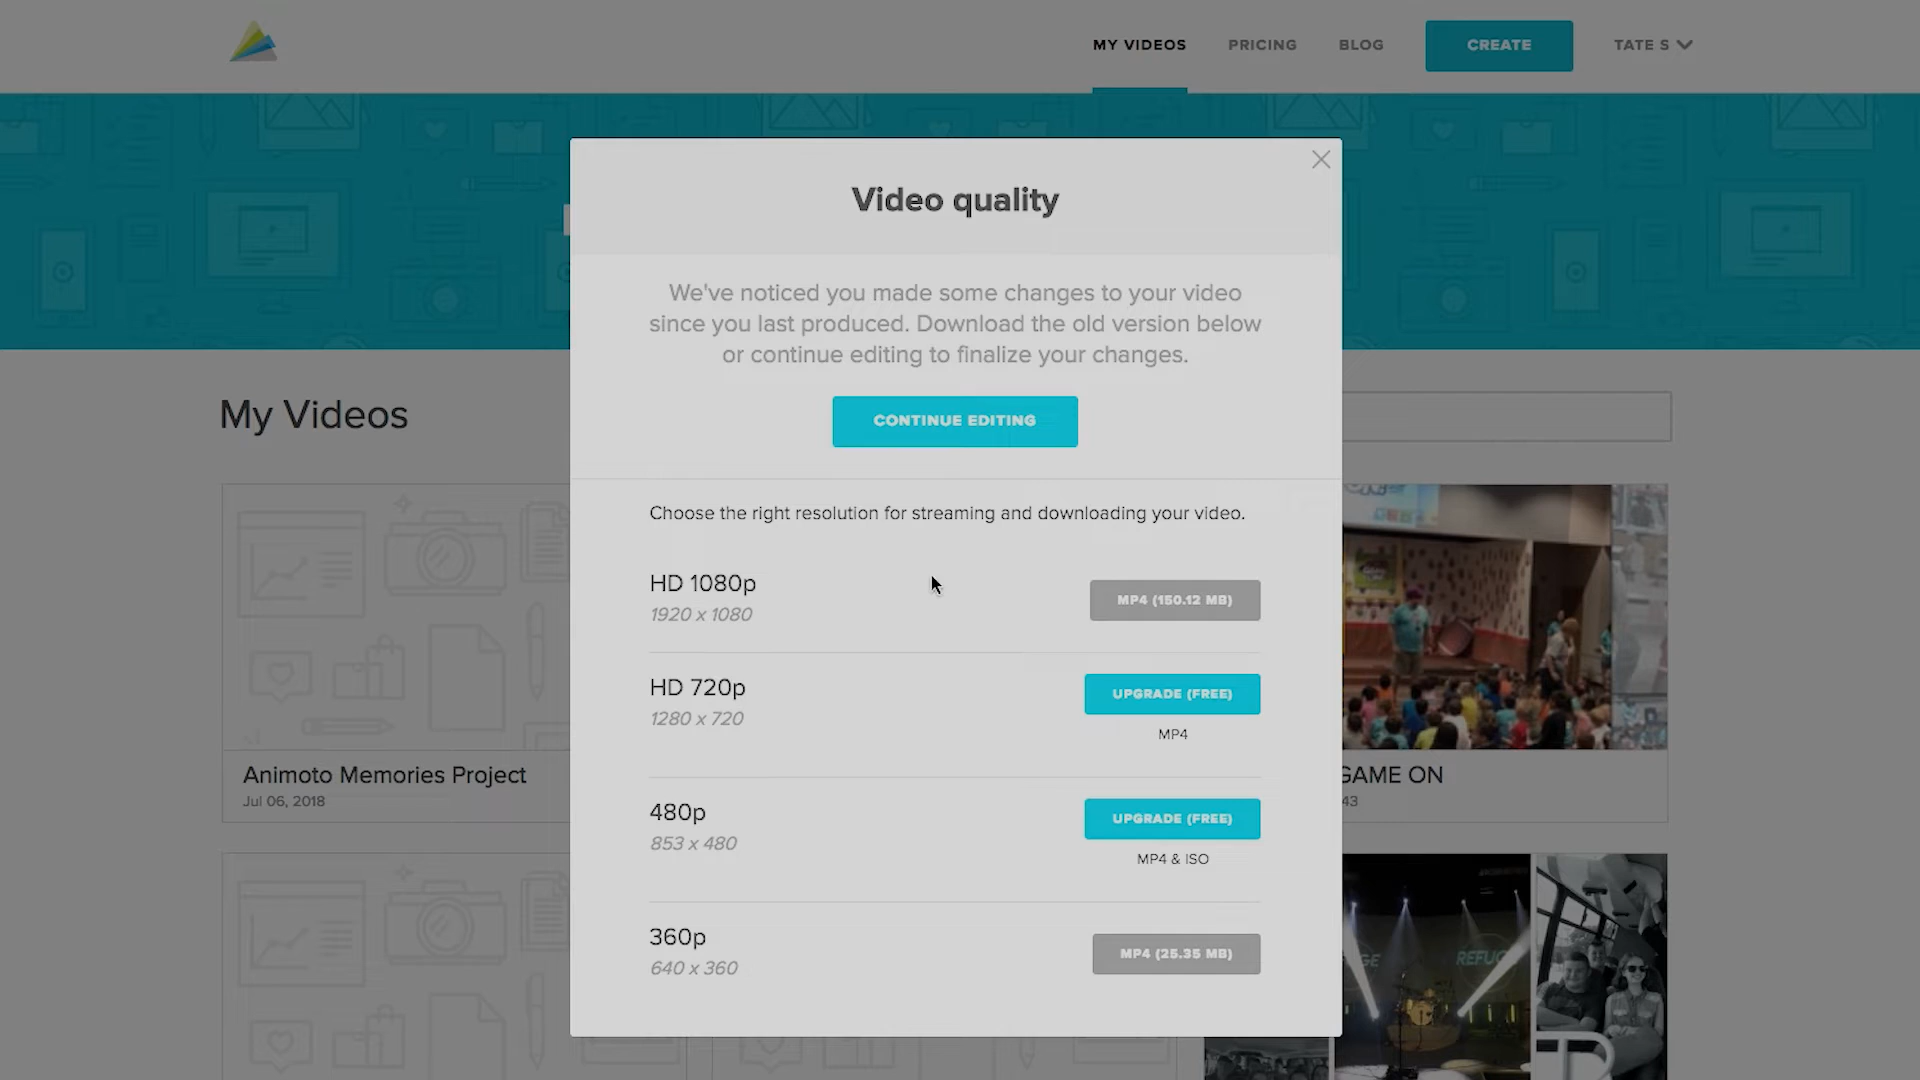 MY VIDEOS
PRICING
BLOG
CREATE
TATE S
Video quality
We've noticed you made some changes to your video
since you last produced. Download the old version below
or continue editing to finalize your changes.
CONTINUE EDITING
My Videos
Choose the right resolution for streaming and downloading your video.
HD 1080p
1920 x 1080
MP4 (150.12 MB)
HD 720p
1280 x 720
UPGRADE (FREE)
MP4
480p
853 x 480
UPGRADE (FREE)
MP4 & ISO
360p
640 x 360
MP4 (25.35 MB)
Animoto Memories Project
Jul 06, 2018
GAME ON
43